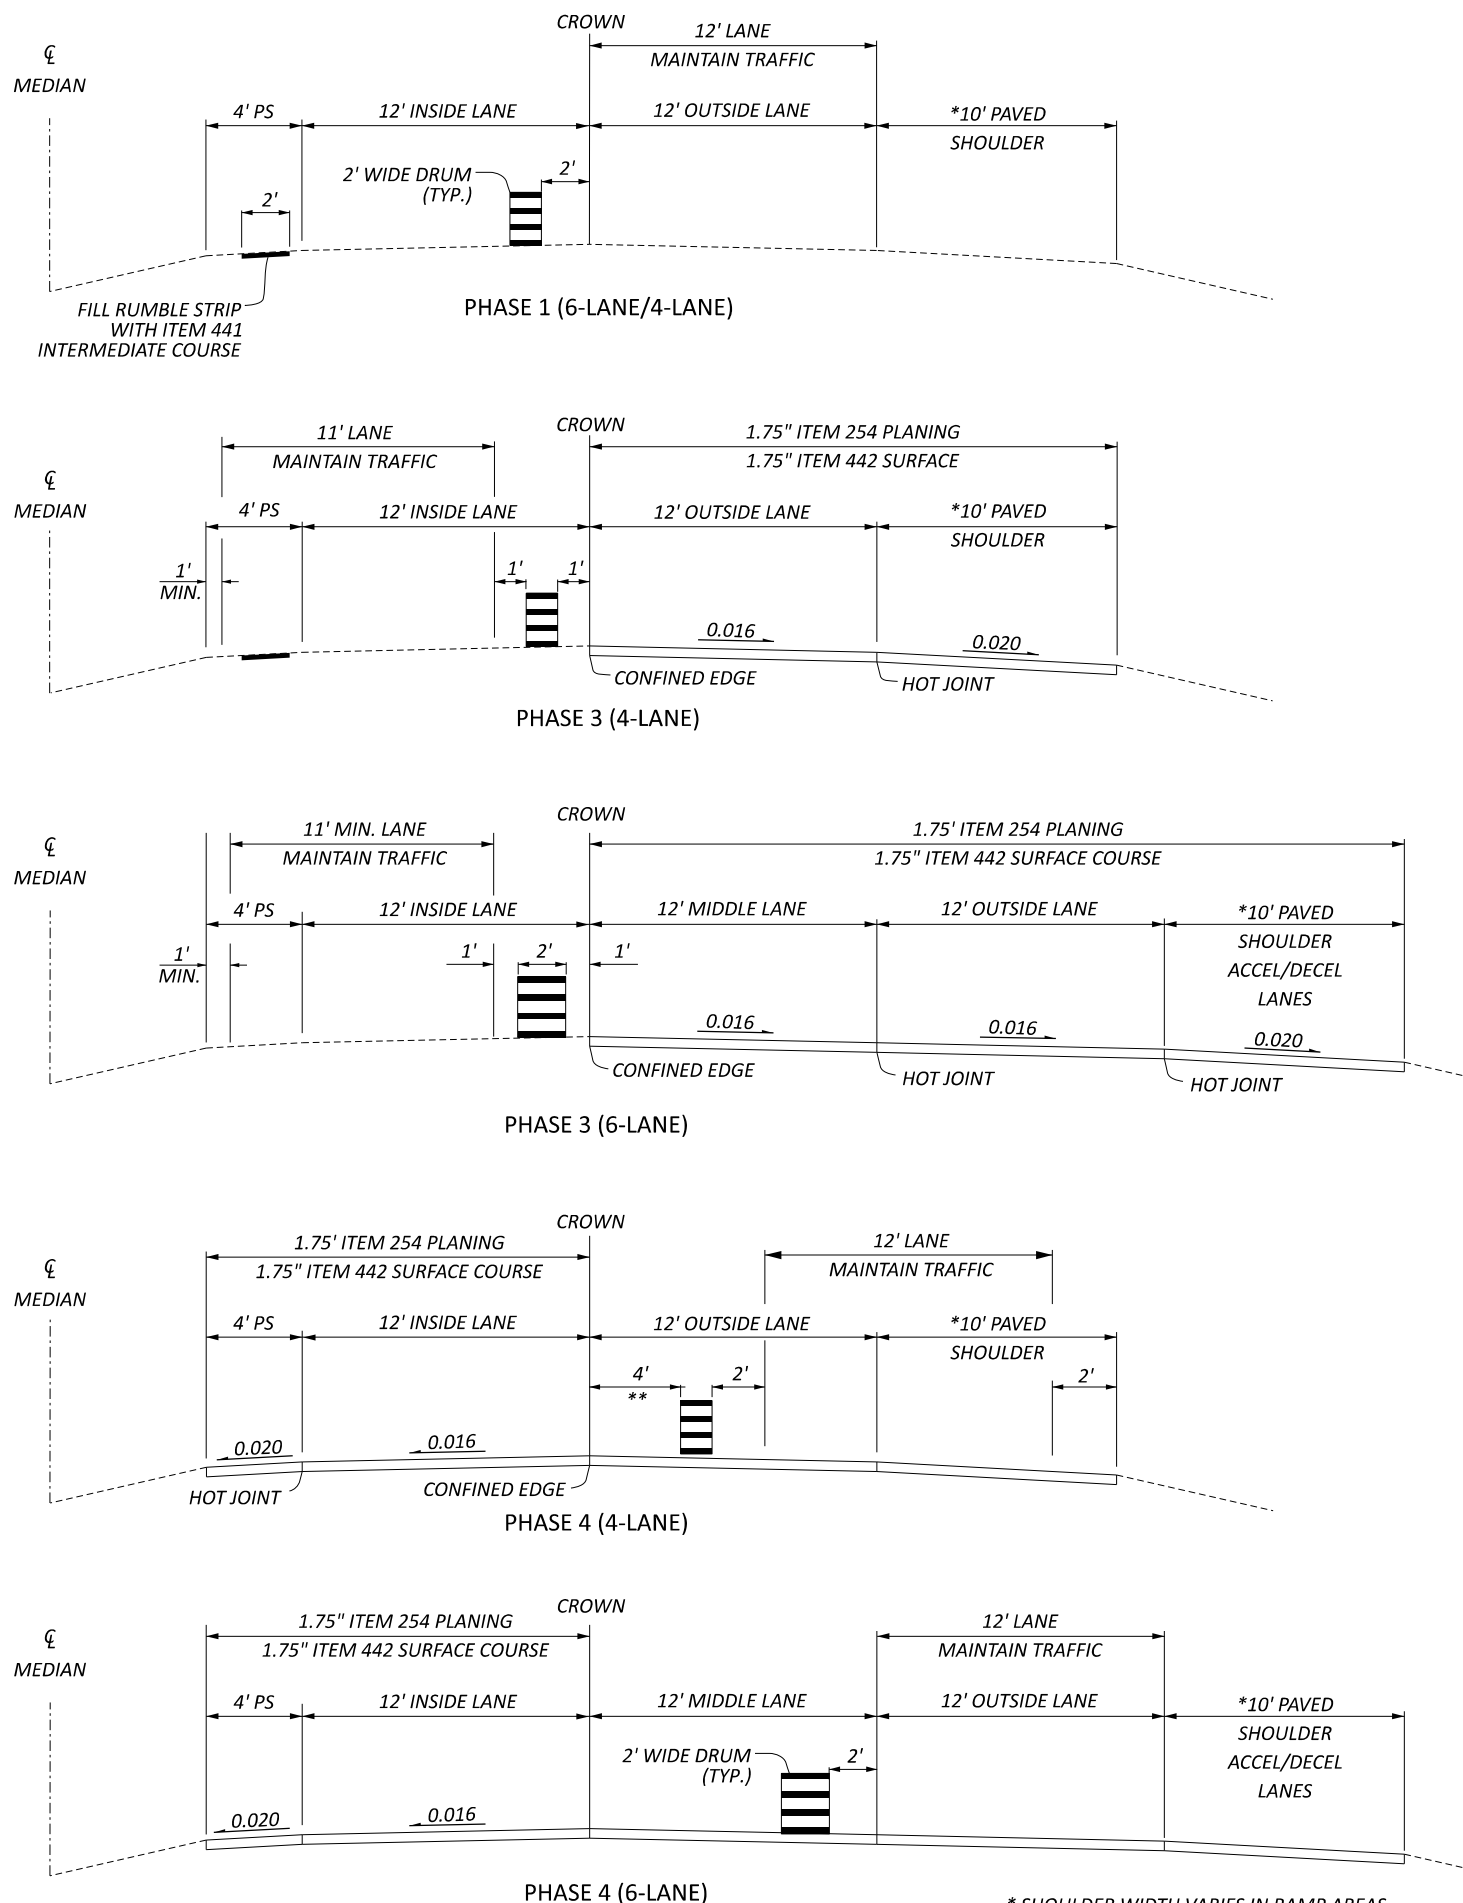 CROWN
℄
MEDIAN
12' LANE
MAINTAIN TRAFFIC
4' PS
12' INSIDE LANE
12' OUTSIDE LANE
*10' PAVED
SHOULDER
2' WIDE DRUM
(TYP.)
2'
2'
FILL RUMBLE STRIP
WITH ITEM 441
INTERMEDIATE COURSE
PHASE 1 (6-LANE/4-LANE)
CROWN
11' LANE
MAINTAIN TRAFFIC
1.75" ITEM 254 PLANING
1.75" ITEM 442 SURFACE
℄
MEDIAN
4' PS
12' INSIDE LANE
12' OUTSIDE LANE
*10' PAVED
SHOULDER
1'
MIN.
1'
1'
0.016
0.020
CONFINED EDGE
HOT JOINT
PHASE 3 (4-LANE)
CROWN
11' MIN. LANE
MAINTAIN TRAFFIC
1.75' ITEM 254 PLANING
1.75" ITEM 442 SURFACE COURSE
℄
MEDIAN
4' PS
12' INSIDE LANE
12' MIDDLE LANE
12' OUTSIDE LANE
*10' PAVED
SHOULDER
ACCEL/DECEL
LANES
1'
MIN.
1'
2'
1'
0.016
0.016
0.020
CONFINED EDGE
HOT JOINT
HOT JOINT
PHASE 3 (6-LANE)
CROWN
1.75' ITEM 254 PLANING
1.75" ITEM 442 SURFACE COURSE
12' LANE
MAINTAIN TRAFFIC
℄
MEDIAN
4' PS
12' INSIDE LANE
12' OUTSIDE LANE
*10' PAVED
SHOULDER
4'
**
2'
2'
0.020
0.016
HOT JOINT
CONFINED EDGE
PHASE 4 (4-LANE)
CROWN
1.75" ITEM 254 PLANING
1.75" ITEM 442 SURFACE COURSE
12' LANE
MAINTAIN TRAFFIC
℄
MEDIAN
4' PS
12' INSIDE LANE
12' MIDDLE LANE
12' OUTSIDE LANE
*10' PAVED
SHOULDER
ACCEL/DECEL
LANES
2' WIDE DRUM
(TYP.)
2'
0.020
0.016
PHASE 4 (6-LANE)
* SHOULDER WIDTH VARIES IN RAMP AREAS